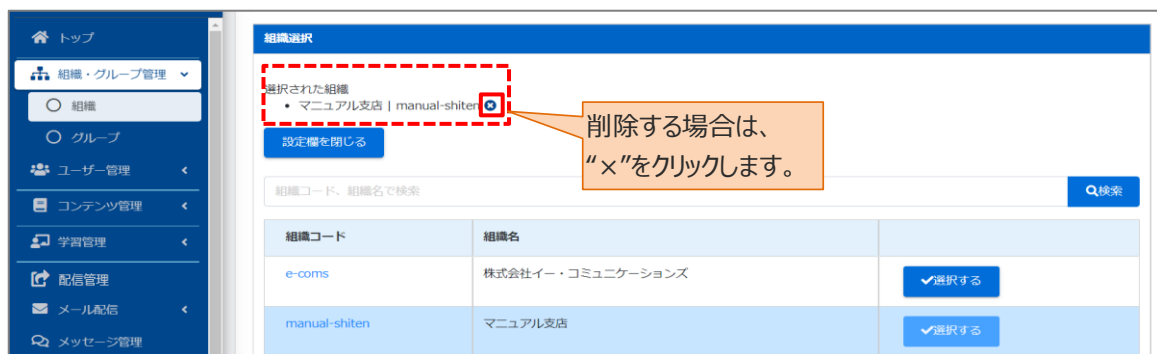 トップ
組織・グループ管理
組織
グループ
ユーザー管理
コンテンツ管理
学習管理
配信管理
メール配信
メッセージ管理
組織選択
選択された組織
• マニュアル支店 | manual-shiten
設定欄を閉じる
削除する場合は、
“×”をクリックします。
組織コード、組織名で検索
検索
組織コード 組織名
e-coms 株式会社イー・コミュニケーションズ 選択する
manual-shiten マニュアル支店 選択する